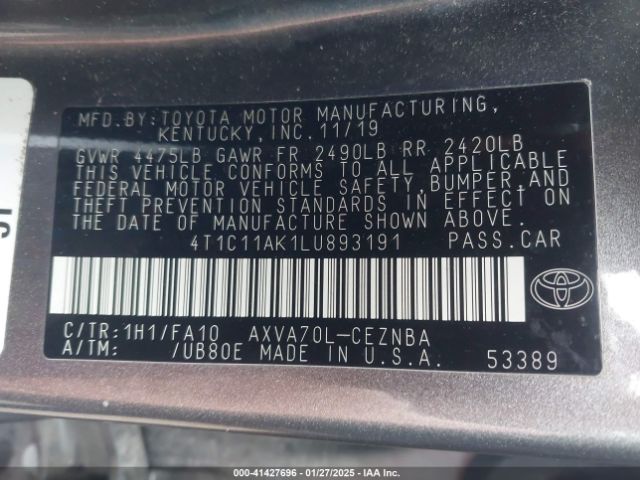 MFD.BY:TOYOTA MOTOR MANUFACTURING,
KENTUCKY,INC.11/19
GVWR 4475LB GAWR FR 2490LB RR 2420LB
THIS VEHICLE CONFORMS TO ALL APPLICABLE
FEDERAL MOTOR VEHICLE SAFETY,BUMPER,AND
THEFT PREVENTION STANDARDS IN EFFECT ON
THE DATE OF MANUFACTURE SHOWN ABOVE.
4T1C11AK1LU893191 PASS.CAR
C/TR:1H1/FA10 AXVA70L-CEZNBA
A/TM: /UB80E MADE IN U.S.A. 53389
000-41427696 - 01/27/2025 - IAA Inc.